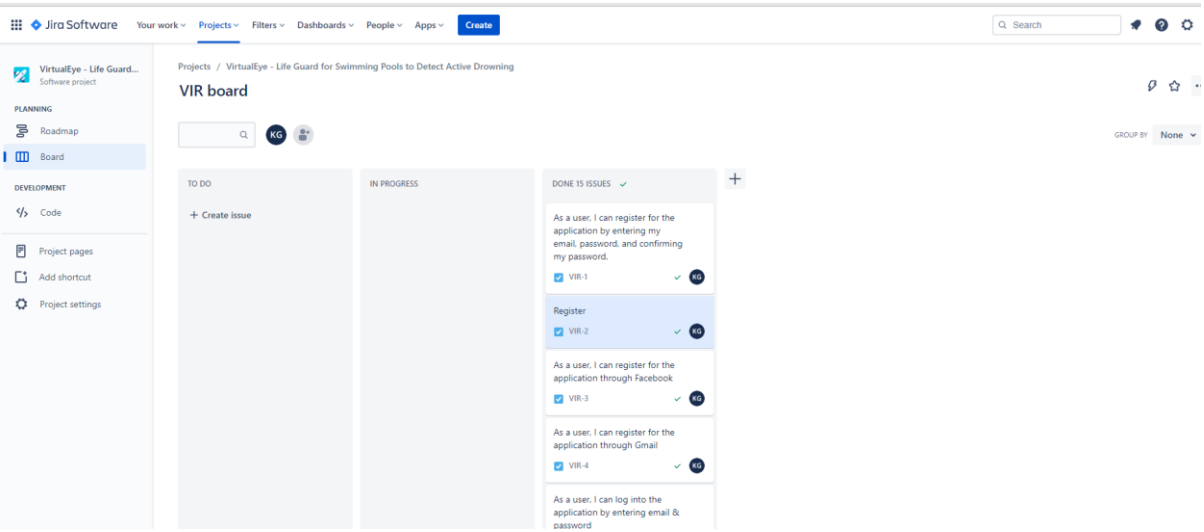 Jira Software Your work Projects Filters Dashboards People Apps Create Search
VirtualEye - Life Guard...
Software project
PLANNING
Roadmap
Board
DEVELOPMENT
Code
Project pages
Add shortcut
Project settings
Projects / VirtualEye - Life Guard for Swimming Pools to Detect Active Drowning
VIR board
KG
GROUP BY None
TO DO
+ Create issue
IN PROGRESS
DONE 15 ISSUES
As a user, I can register for the
application by entering my
email, password, and confirming
my password.
VIR-1 KG
Register
VIR-2 KG
As a user, I can register for the
application through Facebook
VIR-3 KG
As a user, I can register for the
application through Gmail
VIR-4 KG
As a user, I can log into the
application by entering email &
password